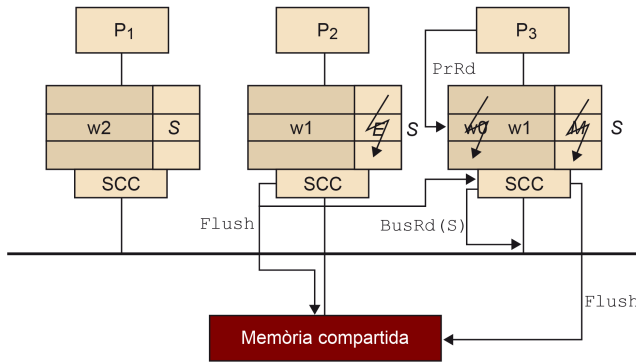 P1
P2
P3
PrRd
w2 S
w1 E S
w0 w1 M S
SCC
SCC
SCC
Flush
BusRd(S)
Flush
Memòria compartida